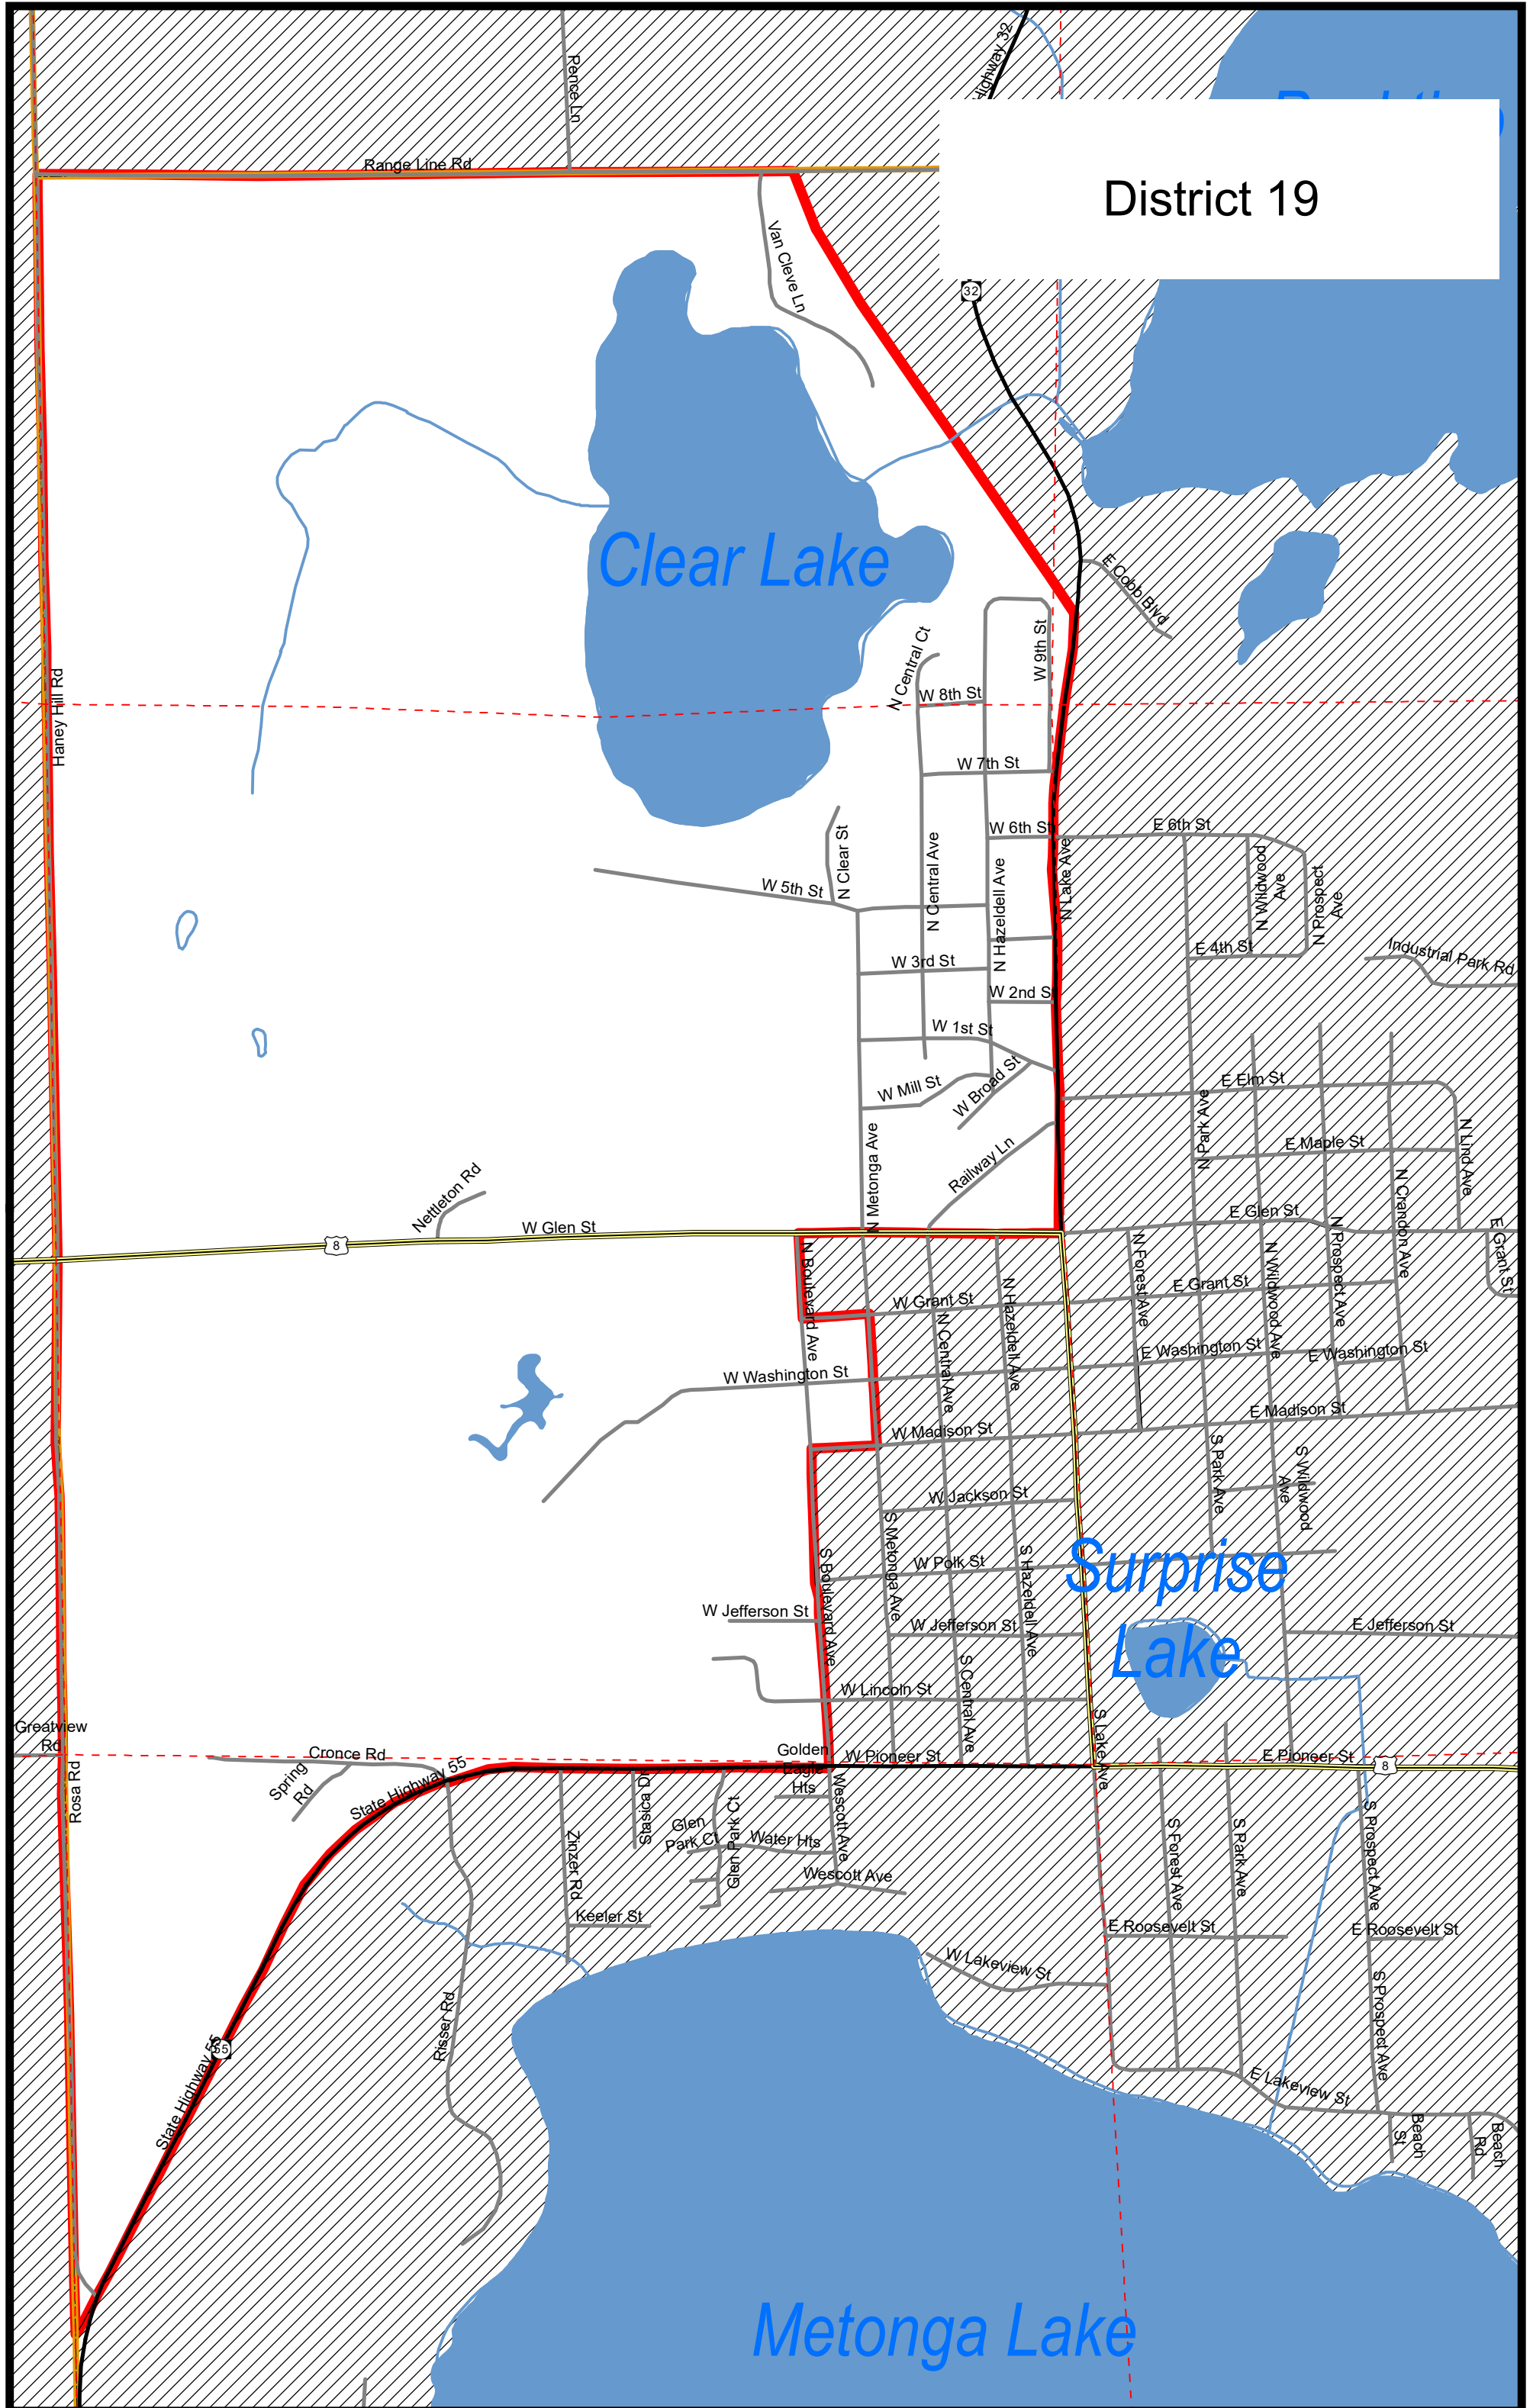 Highway 32
Rence Ln
Range Line Rd
District 19
Van Cleve Ln
32
Clear Lake
E Cobb Blvd
N Central Ct
W 9th St
W 8th St
Haney Hill Rd
W 7th St
W 6th St
E 6th St
N Clear St
N Central Ave
N Hazeldell Ave
N Lake Ave
N Wildwood
Ave
N Prospect
Ave
W 5th St
E 4th St
Industrial Park Rd
W 3rd St
W 2nd St
W 1st St
W Mill St
W Broad St
E Elm St
N Park Ave
N Metonga Ave
Railway Ln
E Maple St
N Lind Ave
Nettleton Rd
N Crandon Ave
W Glen St
E Glen St
8
N Boulevard Ave
N Forest Ave
N Wildwood Ave
N Prospect Ave
E Grant St
W Grant St
E Grant St
N Hazeldell Ave
N Central Ave
W Washington St
E Washington St
E Washington St
W Madison St
E Madison St
S Park Ave
S Wildwood
Ave
W Jackson St
S Metonga Ave
Surprise
Lake
W Polk St
S Hazeldell Ave
S Boulevard Ave
W Jefferson St
W Jefferson St
E Jefferson St
S Central Ave
W Lincoln St
Greatview
Rd
Cronce Rd
Golden
Eagle
Hts
W Pioneer St
S Lake Ave
E Pioneer St
8
Rosa Rd
Spring
Rd
State Highway 55
Stasica Dr
Zinzer Rd
Glen
Park Ct
Glen Park Ct
Water Hts
Wescott Ave
Wescott Ave
S Forest Ave
S Park Ave
S Prospect Ave
Keeler St
E Roosevelt St
E Roosevelt St
W Lakeview St
Risser Rd
State Highway 55
55
S Prospect Ave
E Lakeview St
Beach
St
Beach
Rd
Metonga Lake